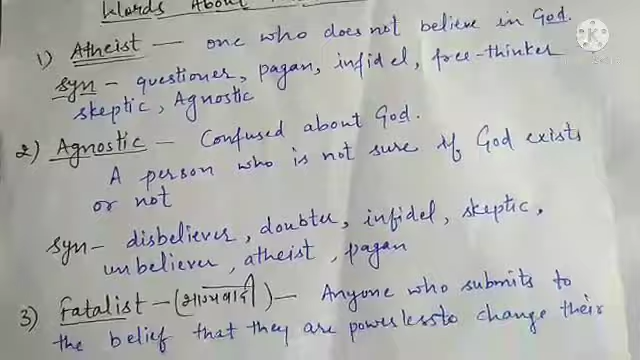 Words About
1) Atheist — one who does not believe in God.
Syn - questioner, pagan, infidel, free-thinker
skeptic, Agnostic
2) Agnostic — Confused about God.
A person who is not sure if God exists
or not
Syn - disbeliever, doubter, infidel, skeptic,
unbeliever, atheist, pagan
3) Fatalist - (भाग्यवादी) - Anyone who submits to
the belief that they are powerless to change their